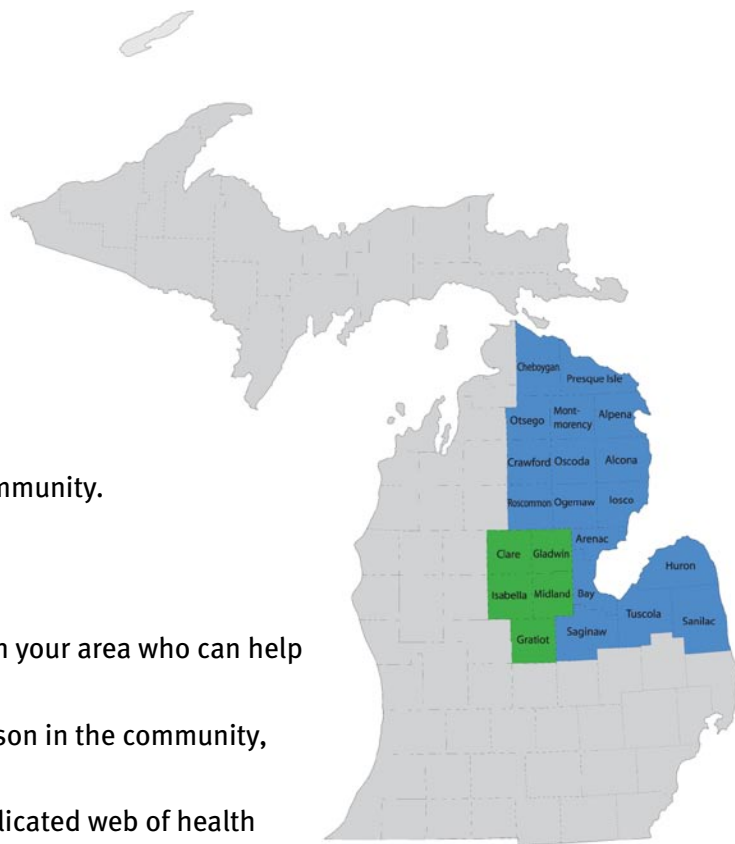 Cheboygan
Presque Isle
Otsego
Mont-
morency
Alpena
Crawford Oscoda Alcona
mmunity.
Roscommon Ogemaw Iosco
Arenac
Clare Gladwin
Huron
Isabella Midland Bay
Tuscola
Sanilac
Gratiot
Saginaw
n your area who can help
son in the community,
licated web of health